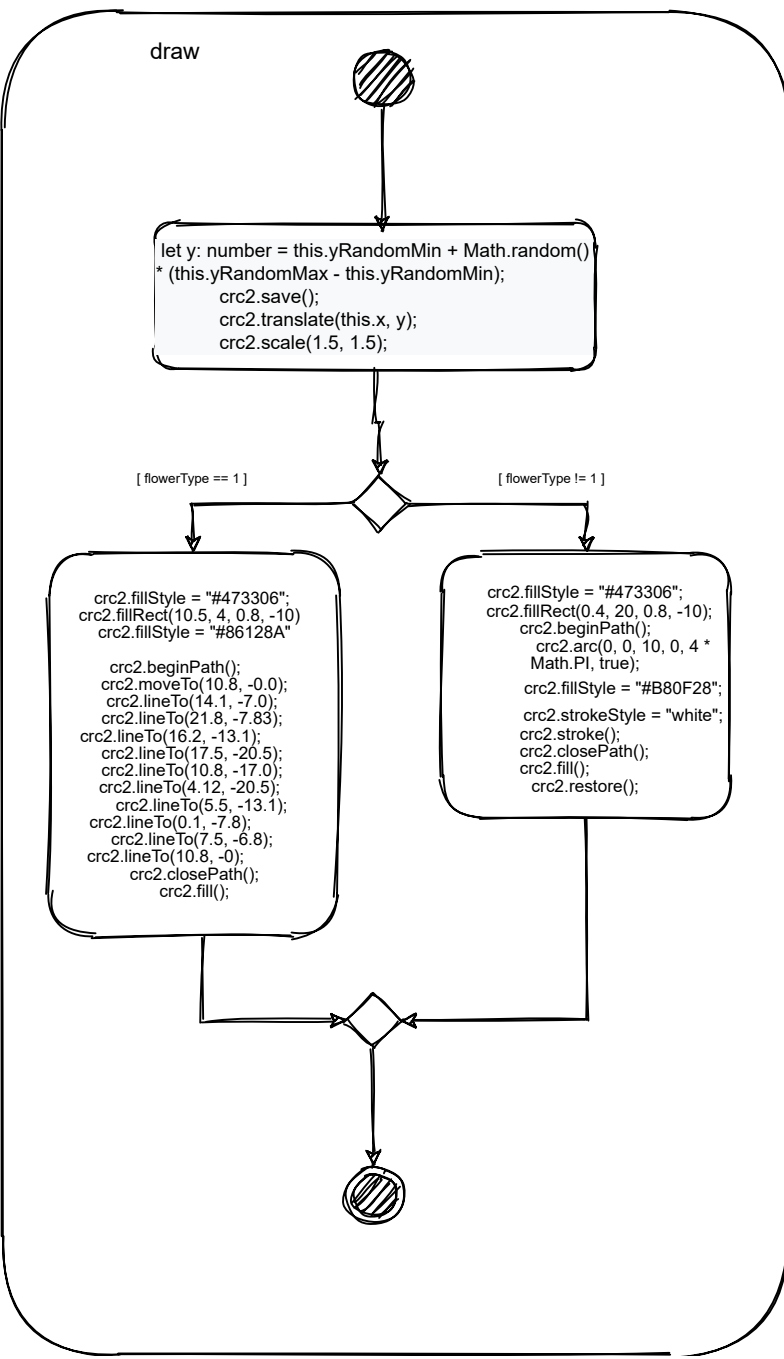 draw
let y: number = this.yRandomMin + Math.random()
* (this.yRandomMax - this.yRandomMin);
crc2.save();
crc2.translate(this.x, y);
crc2.scale(1.5, 1.5);
[ flowerType == 1 ]
[ flowerType != 1 ]
crc2.fillStyle = "#473306";
crc2.fillRect(10.5, 4, 0.8, -10)
crc2.fillStyle = "#86128A"
crc2.beginPath();
crc2.moveTo(10.8, -0.0);
crc2.lineTo(14.1, -7.0);
crc2.lineTo(21.8, -7.83);
crc2.lineTo(16.2, -13.1);
crc2.lineTo(17.5, -20.5);
crc2.lineTo(10.8, -17.0);
crc2.lineTo(4.12, -20.5);
crc2.lineTo(5.5, -13.1);
crc2.lineTo(0.1, -7.8);
crc2.lineTo(7.5, -6.8);
crc2.lineTo(10.8, -0);
crc2.closePath();
crc2.fill();
crc2.fillStyle = "#473306";
crc2.fillRect(0.4, 20, 0.8, -10);
crc2.beginPath();
crc2.arc(0, 0, 10, 0, 4 *
Math.PI, true);
crc2.fillStyle = "#B80F28";
crc2.strokeStyle = "white";
crc2.stroke();
crc2.closePath();
crc2.fill();
crc2.restore();